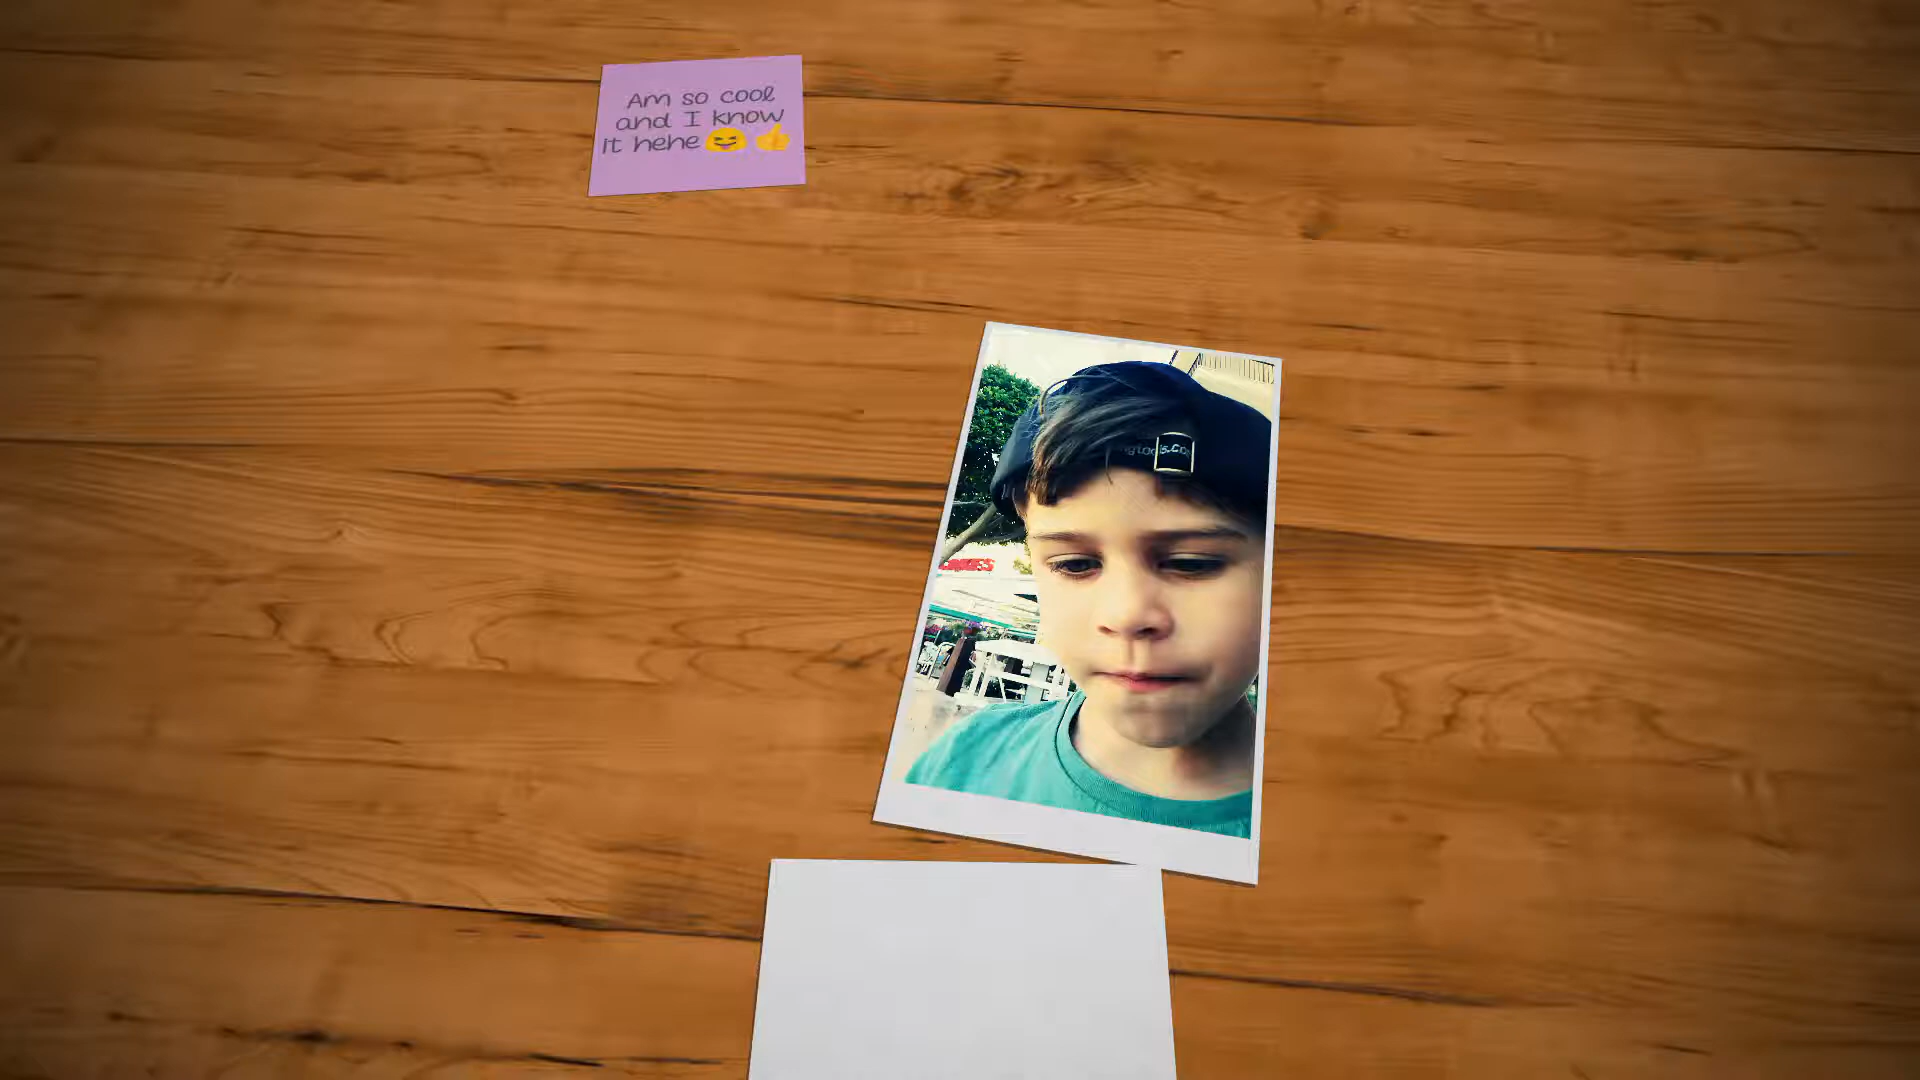 Am so cool
and I know
it hehe😝👍